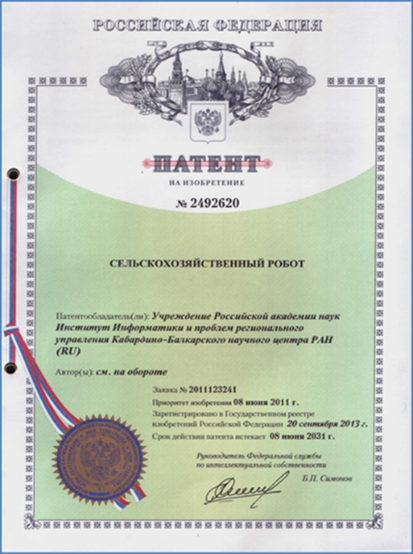 РОССИЙСКАЯ ФЕДЕРАЦИЯ
ПАТЕНТ
НА ИЗОБРЕТЕНИЕ
№ 2492620
СЕЛЬСКОХОЗЯЙСТВЕННЫЙ РОБОТ
Патентообладатель(ли): Учреждение Российской академии наук
Институт Информатики и проблем регионального
управления Кабардино-Балкарского научного центра РАН
(RU)
Автор(ы): см. на обороте
Заявка № 2011123241
Приоритет изобретения 08 июня 2011 г.
Зарегистрировано в Государственном реестре
изобретений Российской Федерации 20 сентября 2013 г.
Срок действия патента истекает 08 июня 2031 г.
Руководитель Федеральной службы
по интеллектуальной собственности
Б.П. Симонов